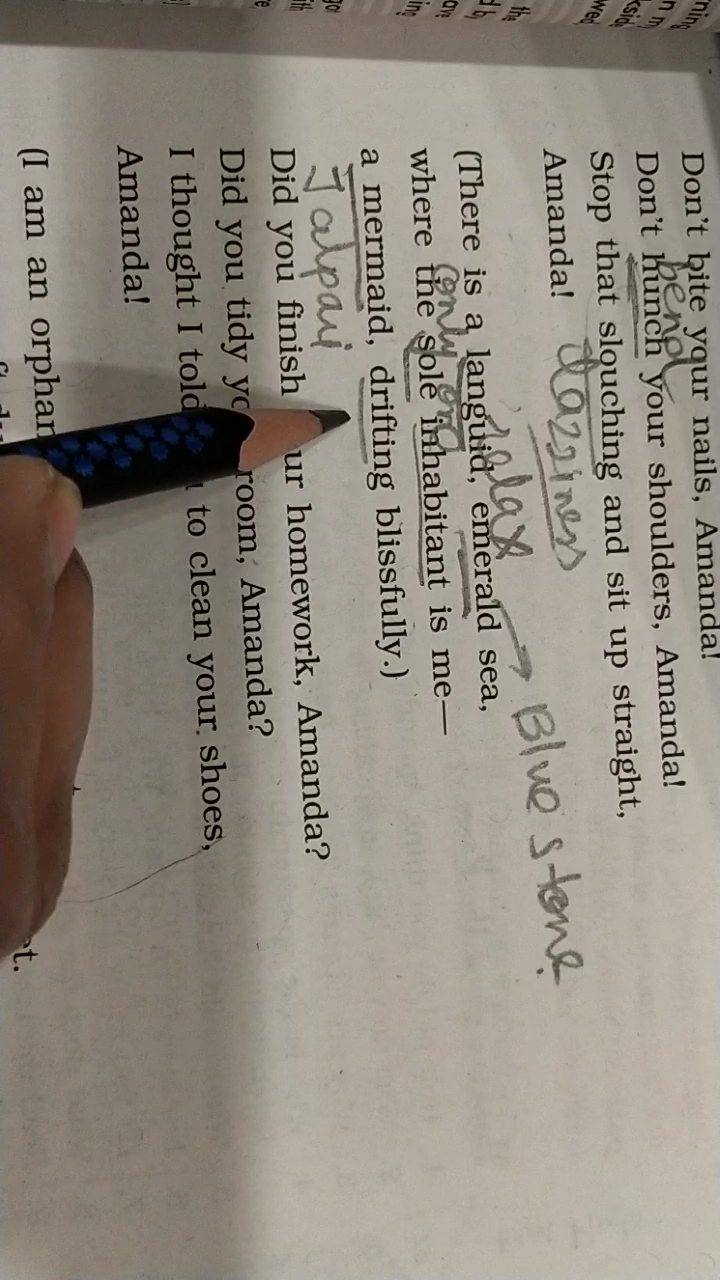 Don't bite your nails, Amanda!
bend
Don't hunch your shoulders, Amanda!
Stop that slouching and sit up straight,
Amanda!
Lazziness
relax
Blue stone
(There is a languid, emerald sea,
only one
where the sole inhabitant is me—
a mermaid, drifting blissfully.)
Jalpari
Did you finish ur homework, Amanda?
Did you tidy room, Amanda?
I thought I told to clean your shoes,
Amanda!
(I am an orphan